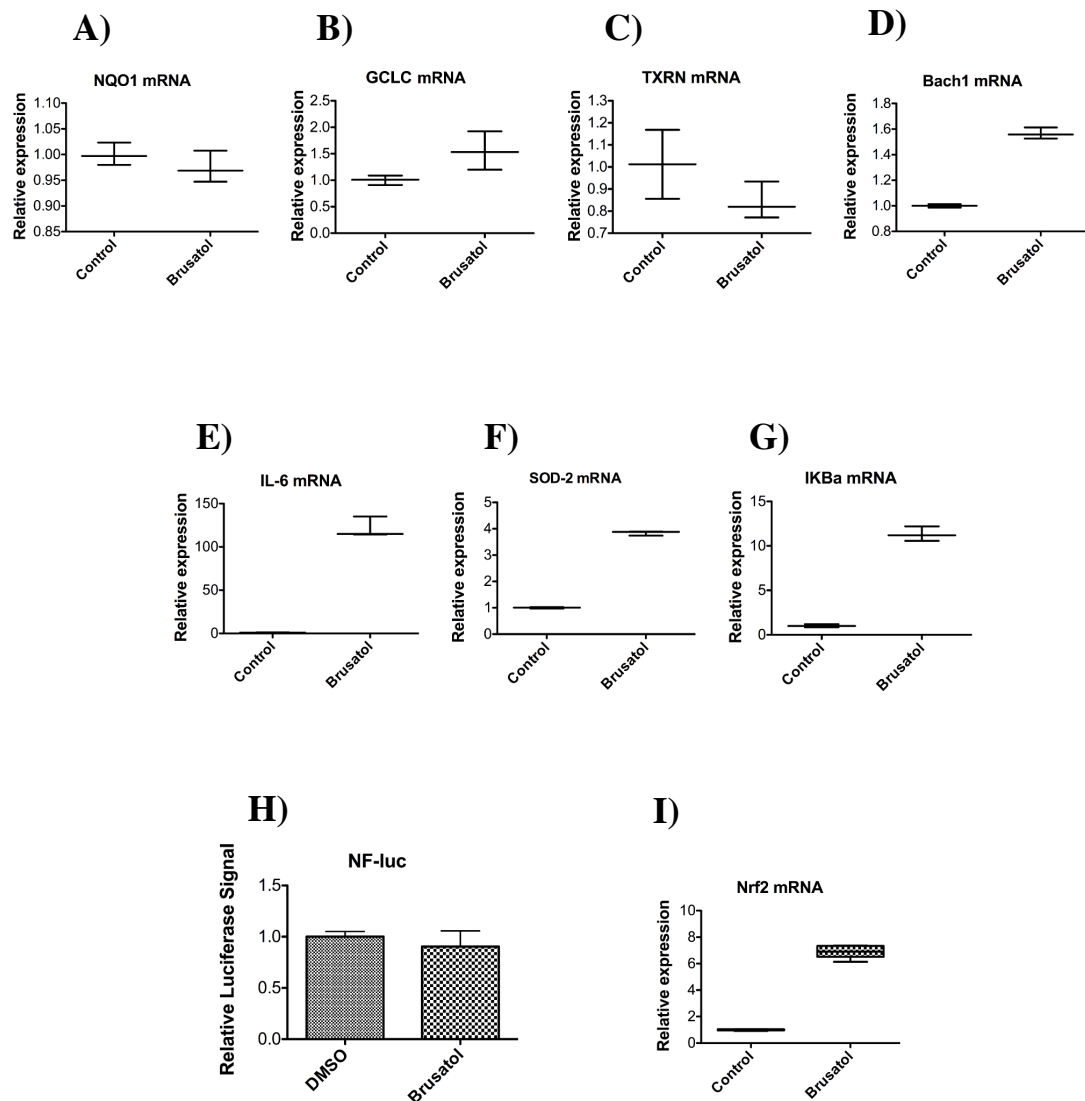 A)
B)
C)
D)
NQO1 mRNA
Relative expression
1.10
1.05
1.00
0.95
0.90
0.85
Control
Brusatol
GCLC mRNA
Relative expression
2.5
2.0
1.5
1.0
0.5
0.0
Control
Brusatol
TXRN mRNA
Relative expression
1.3
1.2
1.1
1.0
0.9
0.8
0.7
Control
Brusatol
Bach1 mRNA
Relative expression
1.8
1.6
1.4
1.2
1.0
0.8
Control
Brusatol
E)
F)
G)
IL-6 mRNA
Relative expression
150
100
50
0
Control
Brusatol
SOD-2 mRNA
Relative expression
5
4
3
2
1
0
Control
Brusatol
IKBa mRNA
Relative expression
15
10
5
0
Control
Brusatol
H)
I)
NF-luc
Relative Luciferase Signal
1.5
1.0
0.5
0.0
DMSO
Brusatol
Nrf2 mRNA
Relative expression
10
8
6
4
2
0
Control
Brusatol